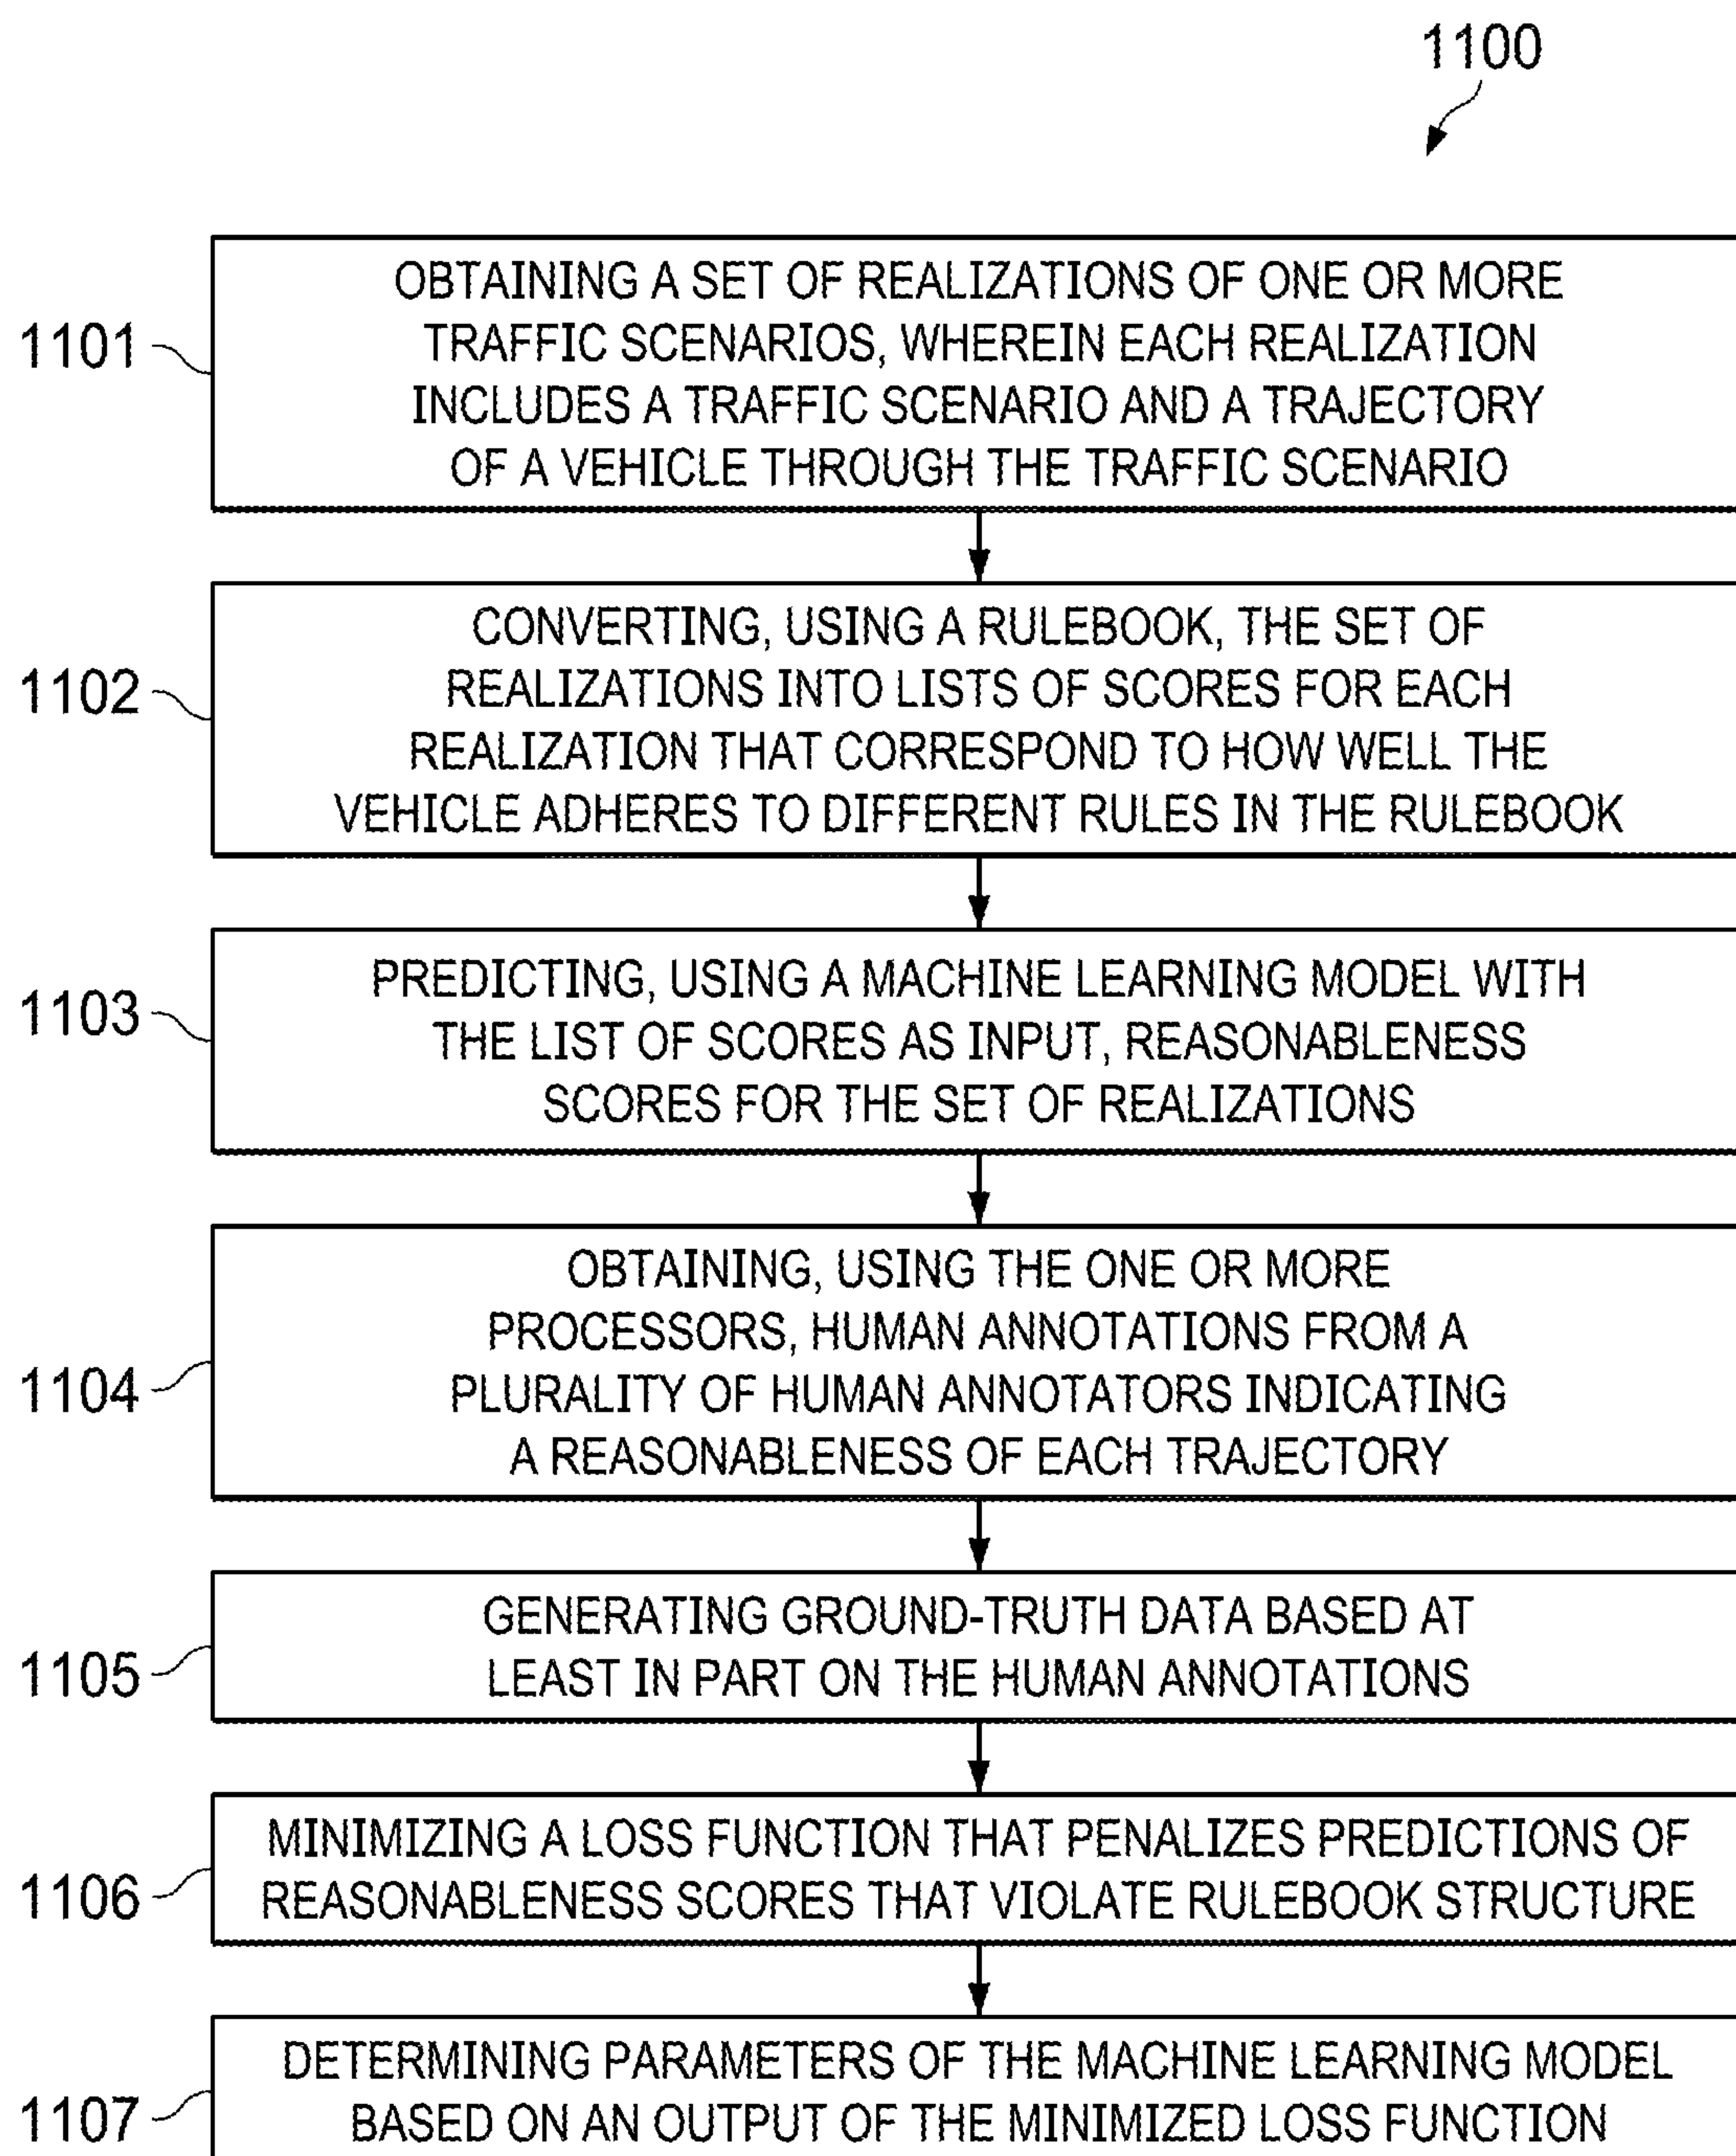 1100
1101
OBTAINING A SET OF REALIZATIONS OF ONE OR MORE
TRAFFIC SCENARIOS, WHEREIN EACH REALIZATION
INCLUDES A TRAFFIC SCENARIO AND A TRAJECTORY
OF A VEHICLE THROUGH THE TRAFFIC SCENARIO
1102
CONVERTING, USING A RULEBOOK, THE SET OF
REALIZATIONS INTO LISTS OF SCORES FOR EACH
REALIZATION THAT CORRESPOND TO HOW WELL THE
VEHICLE ADHERES TO DIFFERENT RULES IN THE RULEBOOK
1103
PREDICTING, USING A MACHINE LEARNING MODEL WITH
THE LIST OF SCORES AS INPUT, REASONABLENESS
SCORES FOR THE SET OF REALIZATIONS
1104
OBTAINING, USING THE ONE OR MORE
PROCESSORS, HUMAN ANNOTATIONS FROM A
PLURALITY OF HUMAN ANNOTATORS INDICATING
A REASONABLENESS OF EACH TRAJECTORY
1105
GENERATING GROUND-TRUTH DATA BASED AT
LEAST IN PART ON THE HUMAN ANNOTATIONS
1106
MINIMIZING A LOSS FUNCTION THAT PENALIZES PREDICTIONS OF
REASONABLENESS SCORES THAT VIOLATE RULEBOOK STRUCTURE
1107
DETERMINING PARAMETERS OF THE MACHINE LEARNING MODEL
BASED ON AN OUTPUT OF THE MINIMIZED LOSS FUNCTION